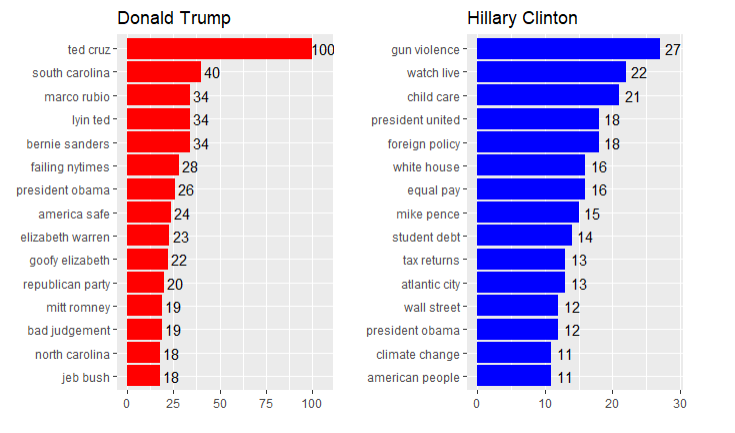 Donald Trump
ted cruz 100
south carolina 40
marco rubio 34
lyin ted 34
bernie sanders 34
failing nytimes 28
president obama 26
america safe 24
elizabeth warren 23
goofy elizabeth 22
republican party 20
mitt romney 19
bad judgement 19
north carolina 18
jeb bush 18
0 25 50 75 100
Hillary Clinton
gun violence 27
watch live 22
child care 21
president united 18
foreign policy 18
white house 16
equal pay 16
mike pence 15
student debt 14
tax returns 13
atlantic city 13
wall street 12
president obama 12
climate change 11
american people 11
0 10 20 30